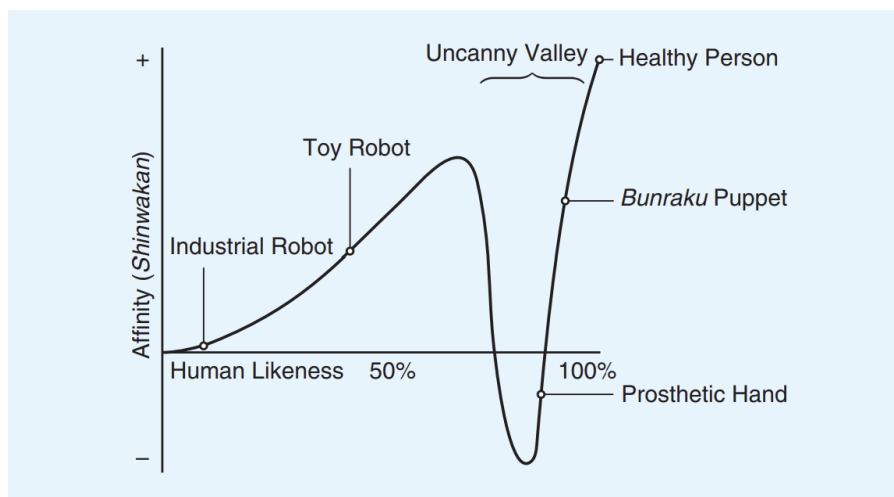 +
Uncanny Valley
Healthy Person
Toy Robot
Bunraku Puppet
Industrial Robot
Affinity (Shinwakan)
Human Likeness 50% 100%
Prosthetic Hand
–